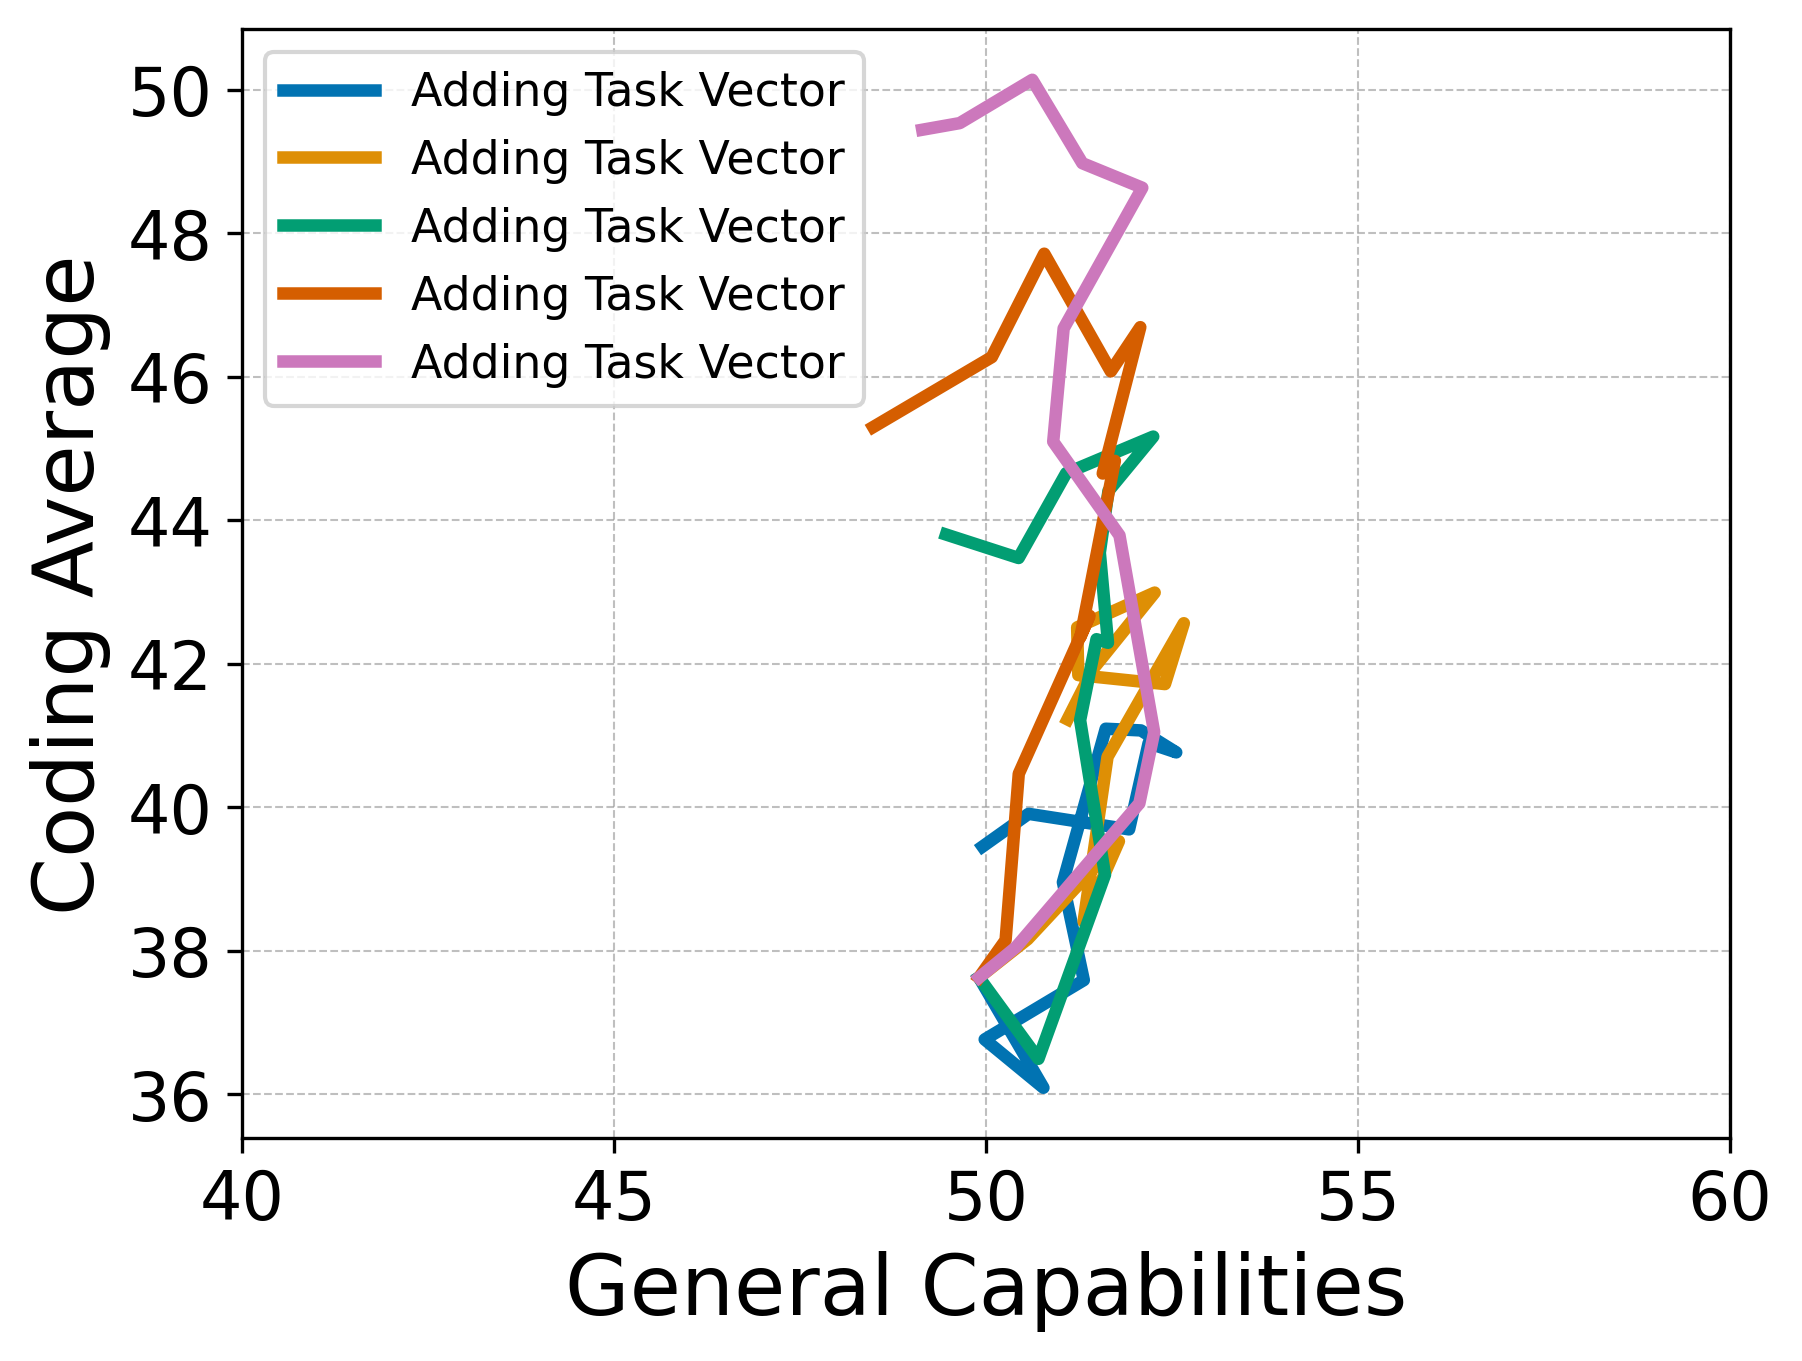 Adding Task Vector
Adding Task Vector
Adding Task Vector
Adding Task Vector
Adding Task Vector
50
48
46
44
42
40
38
36
Coding Average
40 45 50 55 60
General Capabilities